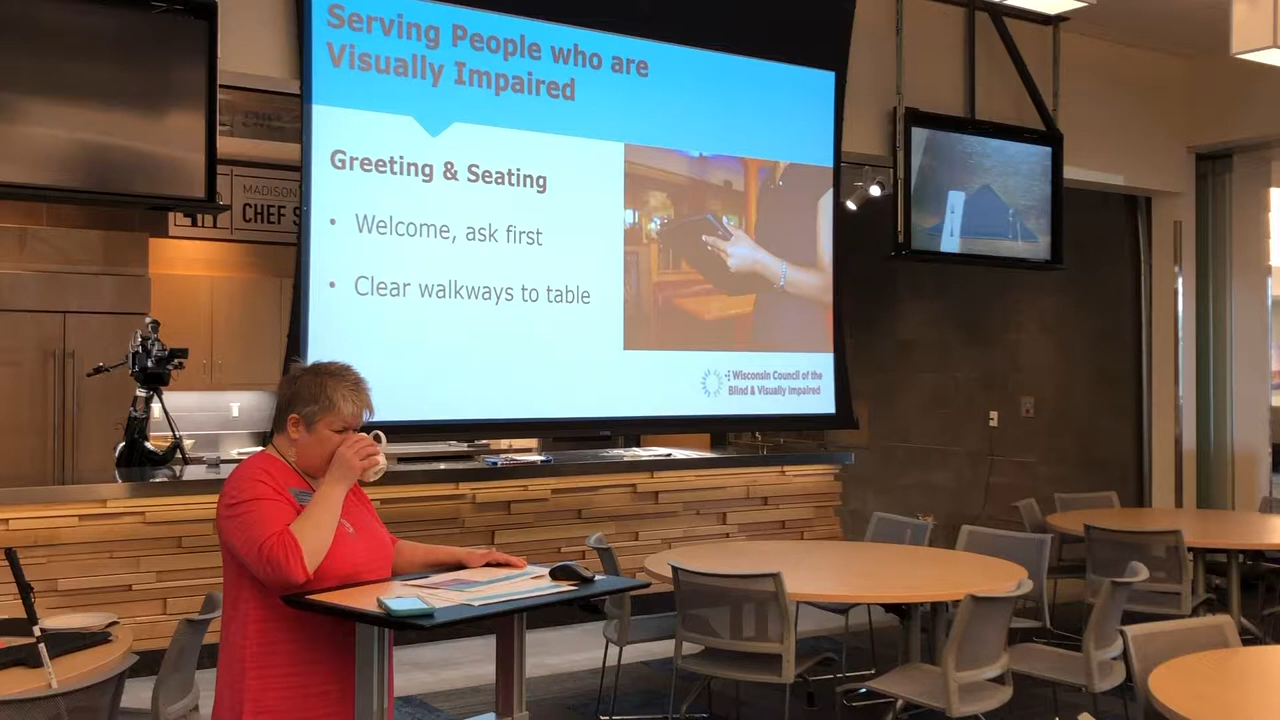 Serving People who are
Visually Impaired
Greeting & Seating
• Welcome, ask first
• Clear walkways to table
Wisconsin Council of the
Blind & Visually Impaired
MADISON
CHEF S